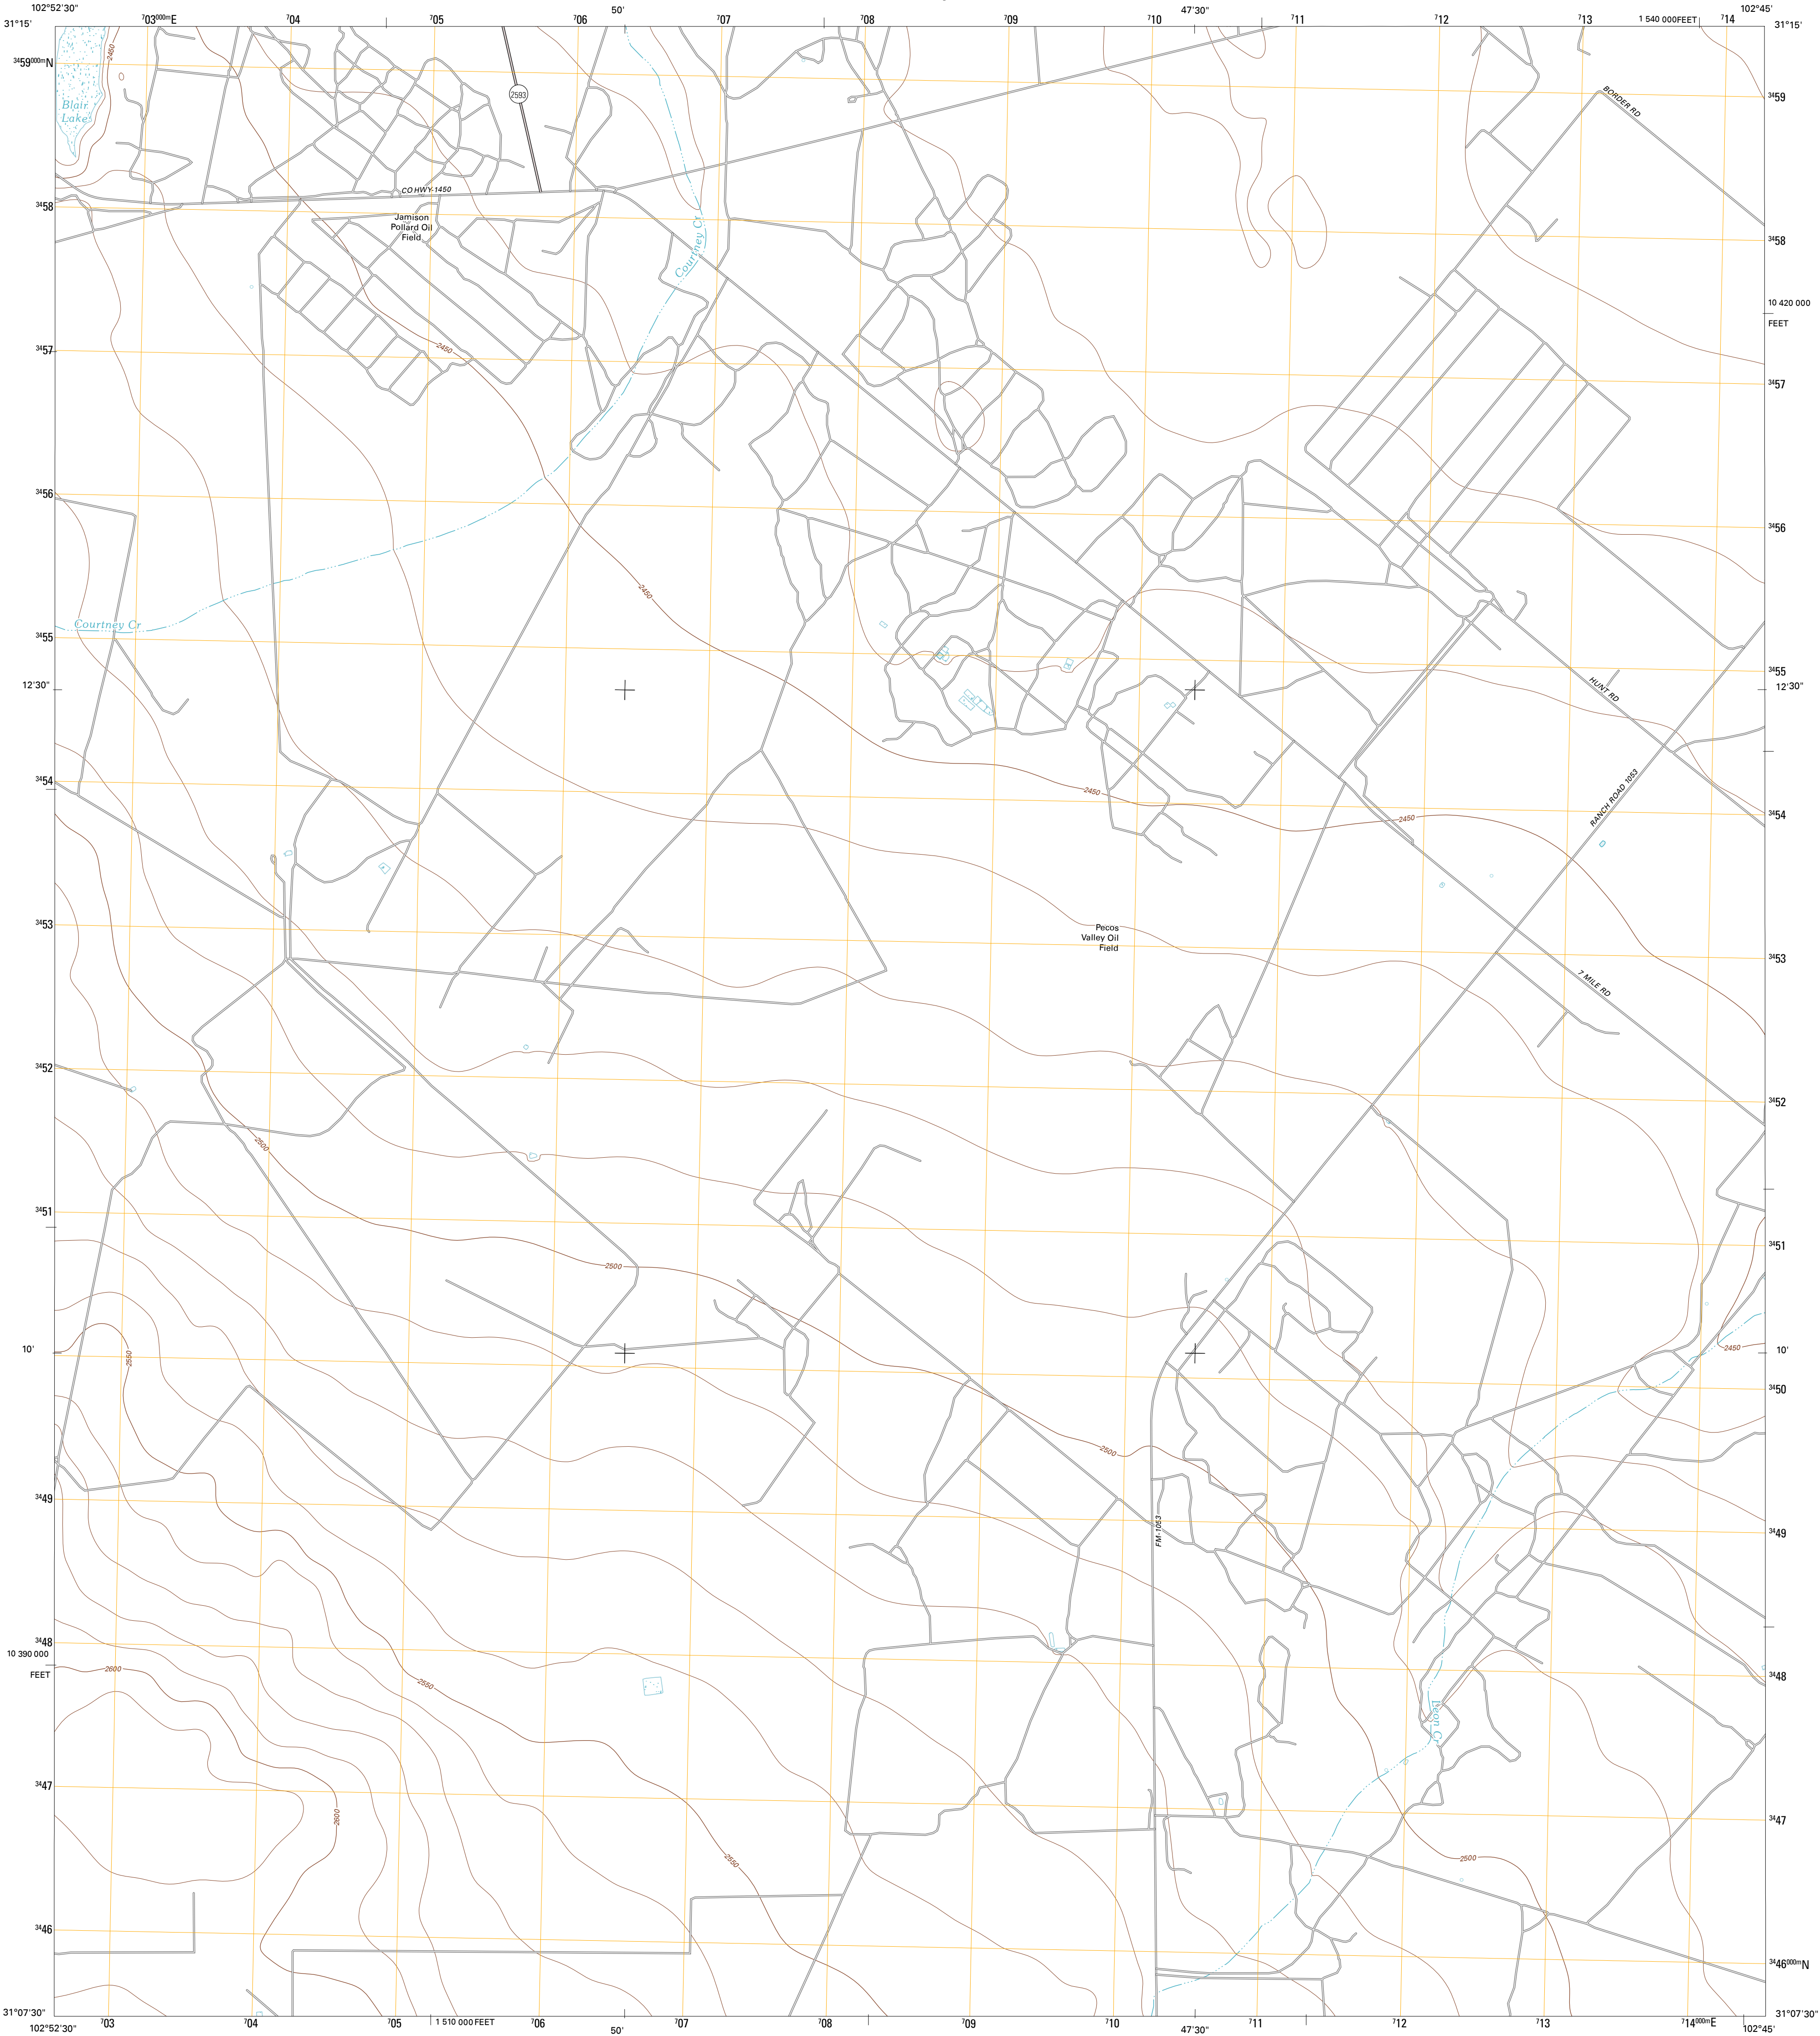 102°52'30"
703000mE
704
705
706
50'
707
708
709
710
47'30"
711
712
713
1 540 000FEET
714
102°45'
31°15'
31°15'
3459000mN
2450
2593
Blair
Lake
BORDER RD
3459
CO HWY 1450
3458
Jamison
Pollard Oil
Field
Courtney Cr
3458
10 420 000
FEET
3457
2450
3457
3456
3456
2450
Courtney Cr
3455
3455
12'30"
HUNT RD
12'30"
3454
2450
2450
RANCH ROAD 1053
3454
3453
Pecos
Valley Oil
Field
3453
7 MILE RD
3452
3452
2500
3451
2500
3451
10'
2550
2450
10'
3450
2500
3449
FM 1053
3449
3448
10 390 000
FEET
2600
2550
3448
Leon Cr
3447
2600
2550
2500
3447
3446
3446000mN
31°07'30"
31°07'30"
102°52'30"
703
704
705
1 510 000 FEET
706
50'
707
708
709
710
47'30"
711
712
713
714000mE
102°45'